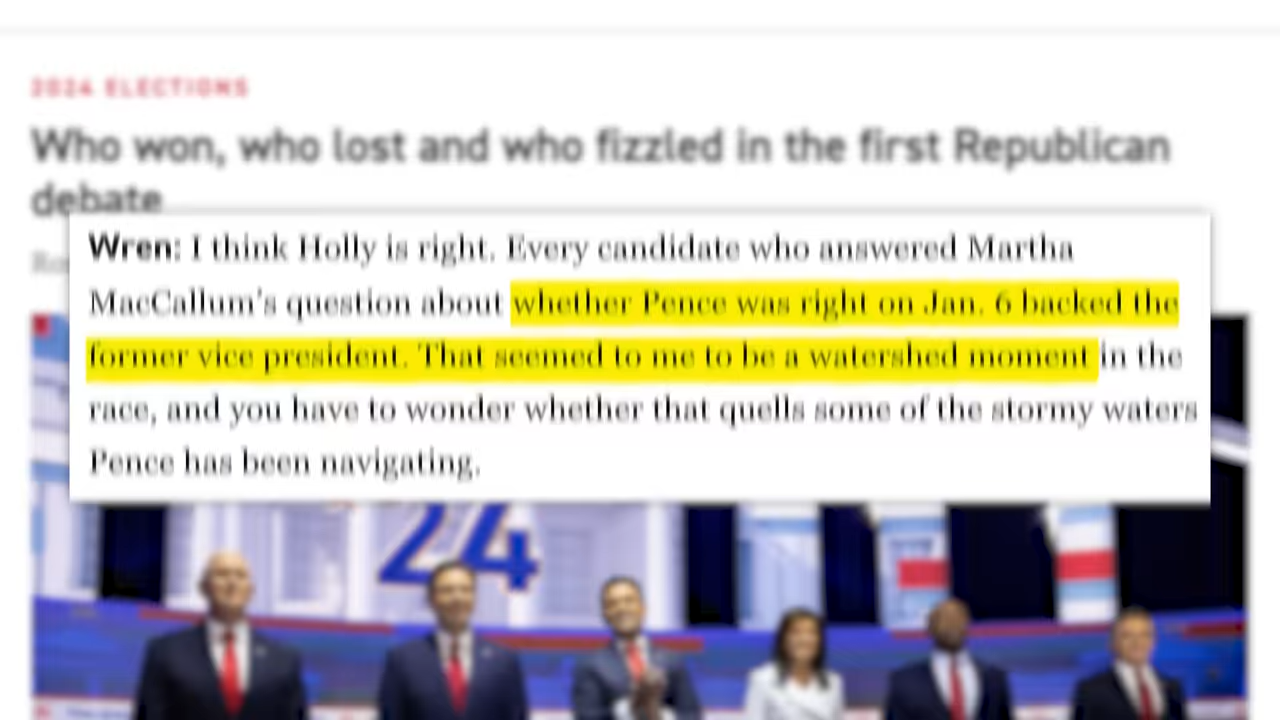 2024 ELECTIONS
Who won, who lost and who fizzled in the first Republican
debate
Wren: I think Holly is right. Every candidate who answered Martha
MacCallum's question about whether Pence was right on Jan. 6 backed the
former vice president. That seemed to me to be a watershed moment in the
race, and you have to wonder whether that quells some of the stormy waters
Pence has been navigating.
24